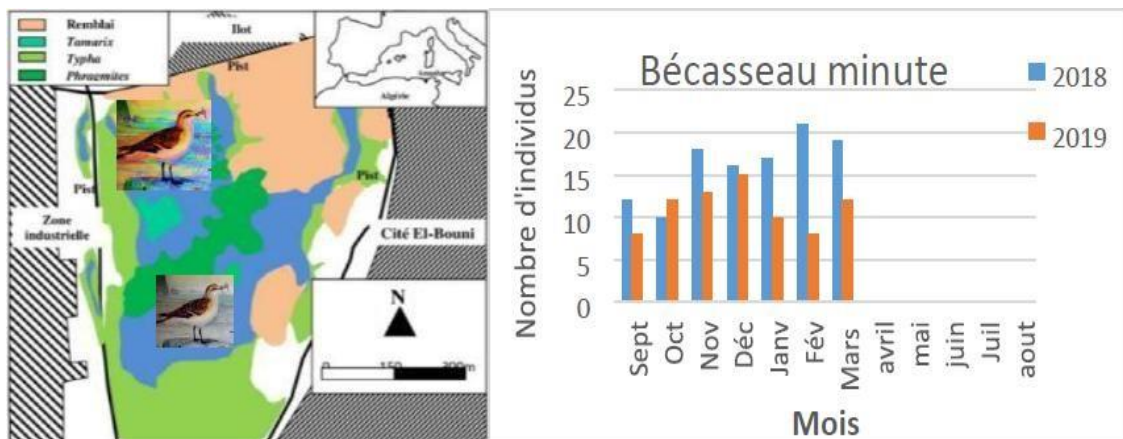 Remblai
Tamarix
Typha
Phragmites
Ilot
Pist
Algérie
Pist
Pist
Zone
industrielle
Cité El-Bouni
N
0 150 300m
Bécasseau minute
2018
2019
Nombre d'individus
25
20
15
10
5
0
Sept
Oct
Nov
Déc
Janv
Fév
Mars
avril
mai
juin
Juil
aout
Mois